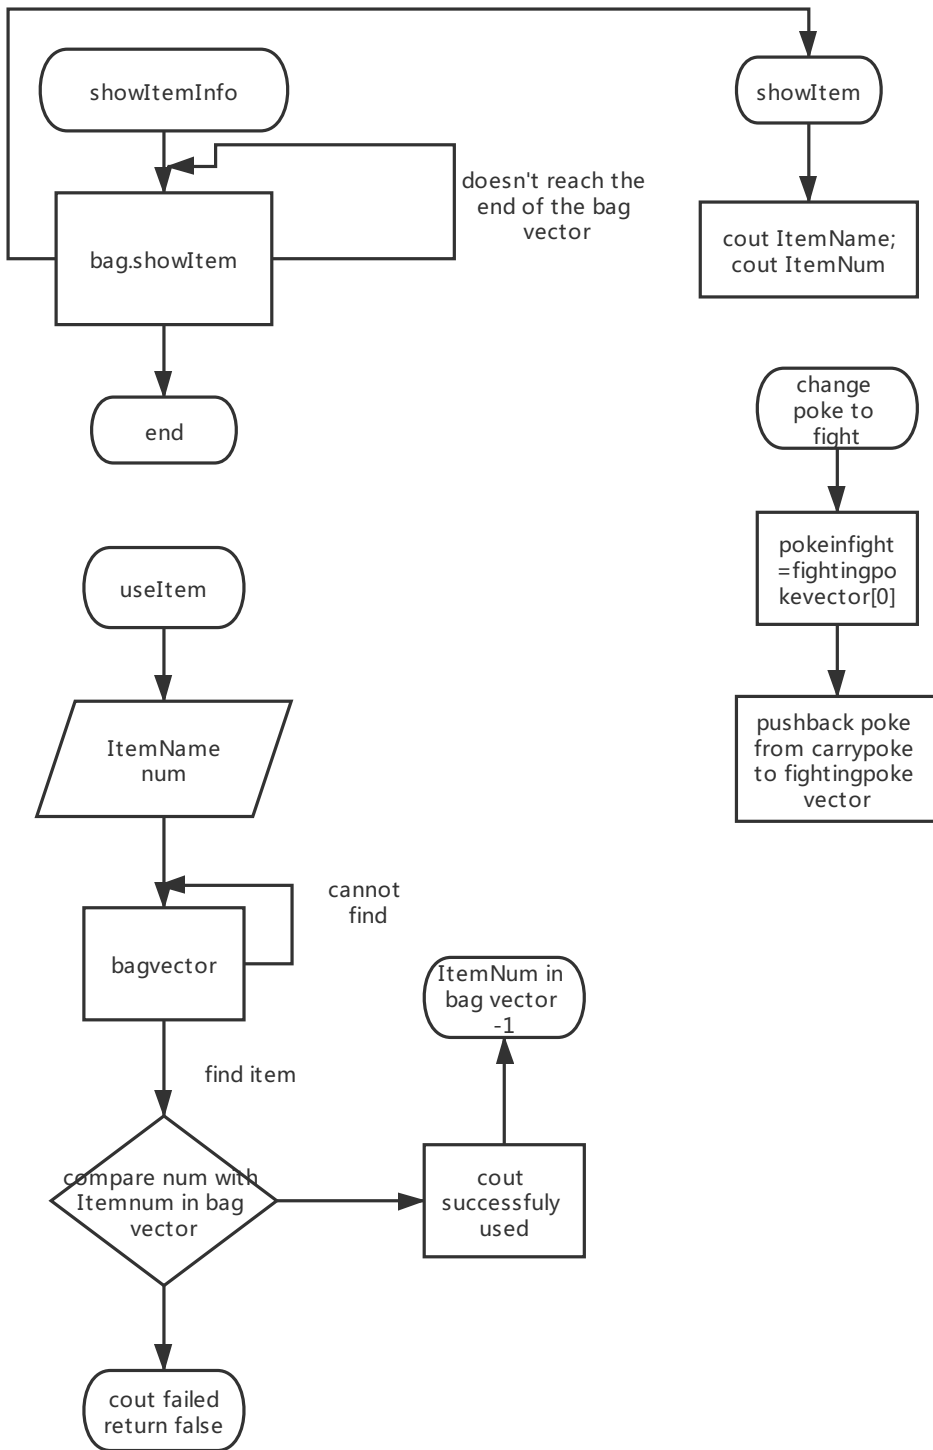 showItemInfo
showItem
doesn't reach the
end of the bag
vector
bag.showItem
cout ItemName;
cout ItemNum
end
change
poke to
fight
pokeinfight
=fightingpo
kevector[0]
useItem
pushback poke
from carrypoke
to fightingpoke
vector
ItemName
num
cannot
find
bagvector
ItemNum in
bag vector
-1
find item
compare num with
Itemnum in bag
vector
cout
successfuly
used
cout failed
return false